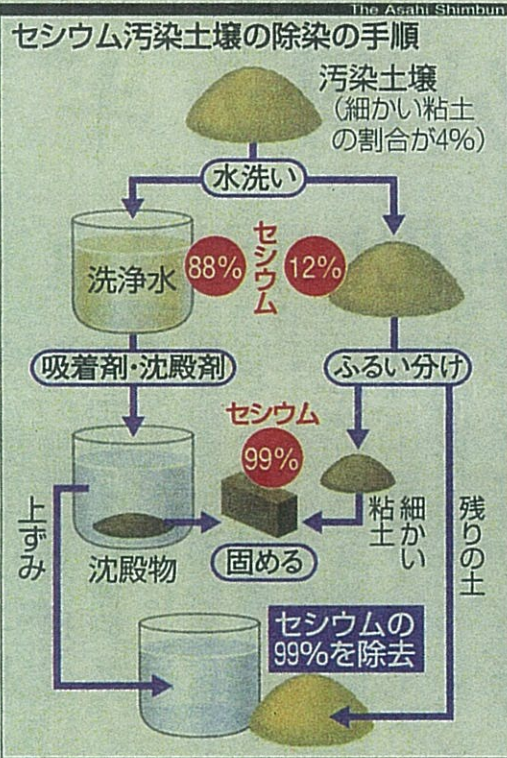 The Asahi Shimbun
セシウム汚染土壌の除染の手順
汚染土壌
(細かい粘土
の割合が4%)
水洗い
洗浄水
88%
セシウム
12%
吸着剤・沈殿剤
ふるい分け
セシウム
99%
上ずみ
沈殿物
固める
細かい
粘土
残りの土
セシウムの
99%を除去